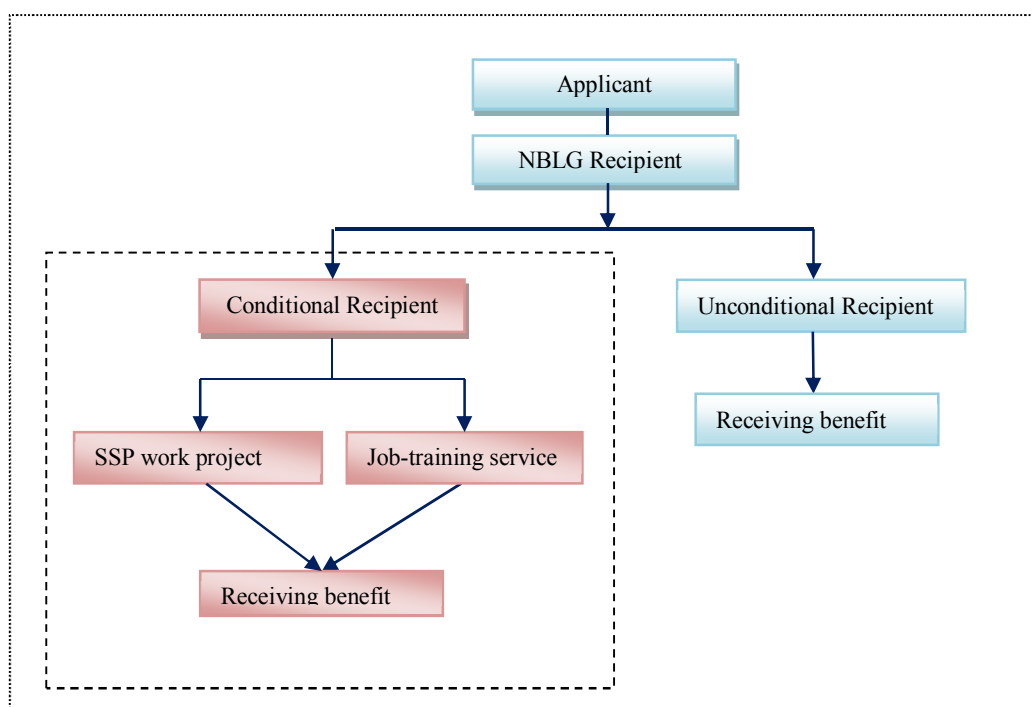 Applicant
NBLG Recipient
Conditional Recipient
Unconditional Recipient
Receiving benefit
SSP work project
Job-training service
Receiving benefit